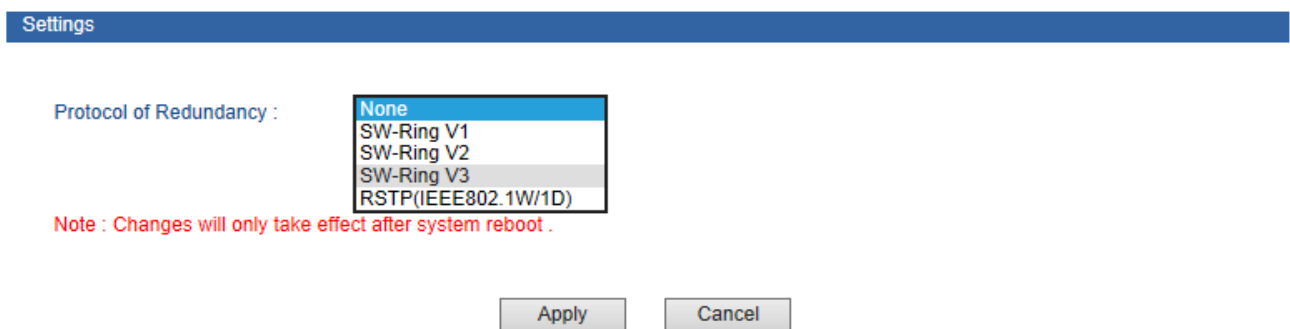 Settings
Protocol of Redundancy :
None
SW-Ring V1
SW-Ring V2
SW-Ring V3
RSTP(IEEE802.1W/1D)
Note : Changes will only take effect after system reboot .
Apply Cancel